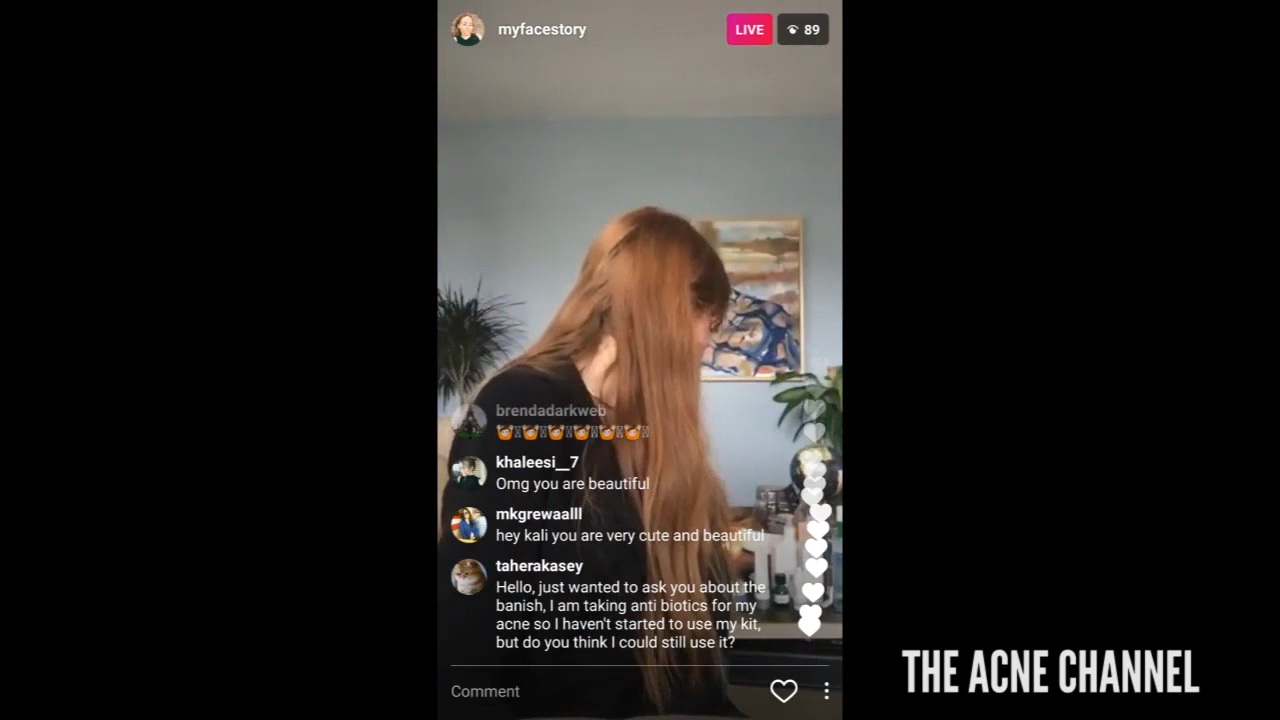 myfacestory
LIVE
89
brendadarkweb
khaleesi__7
Omg you are beautiful
mkgrewaalll
hey kali you are very cute and beautiful
taherakasey
Hello, just wanted to ask you about the
banish, I am taking anti biotics for my
acne so I haven't started to use my kit,
but do you think I could still use it?
Comment
THE ACNE CHANNEL